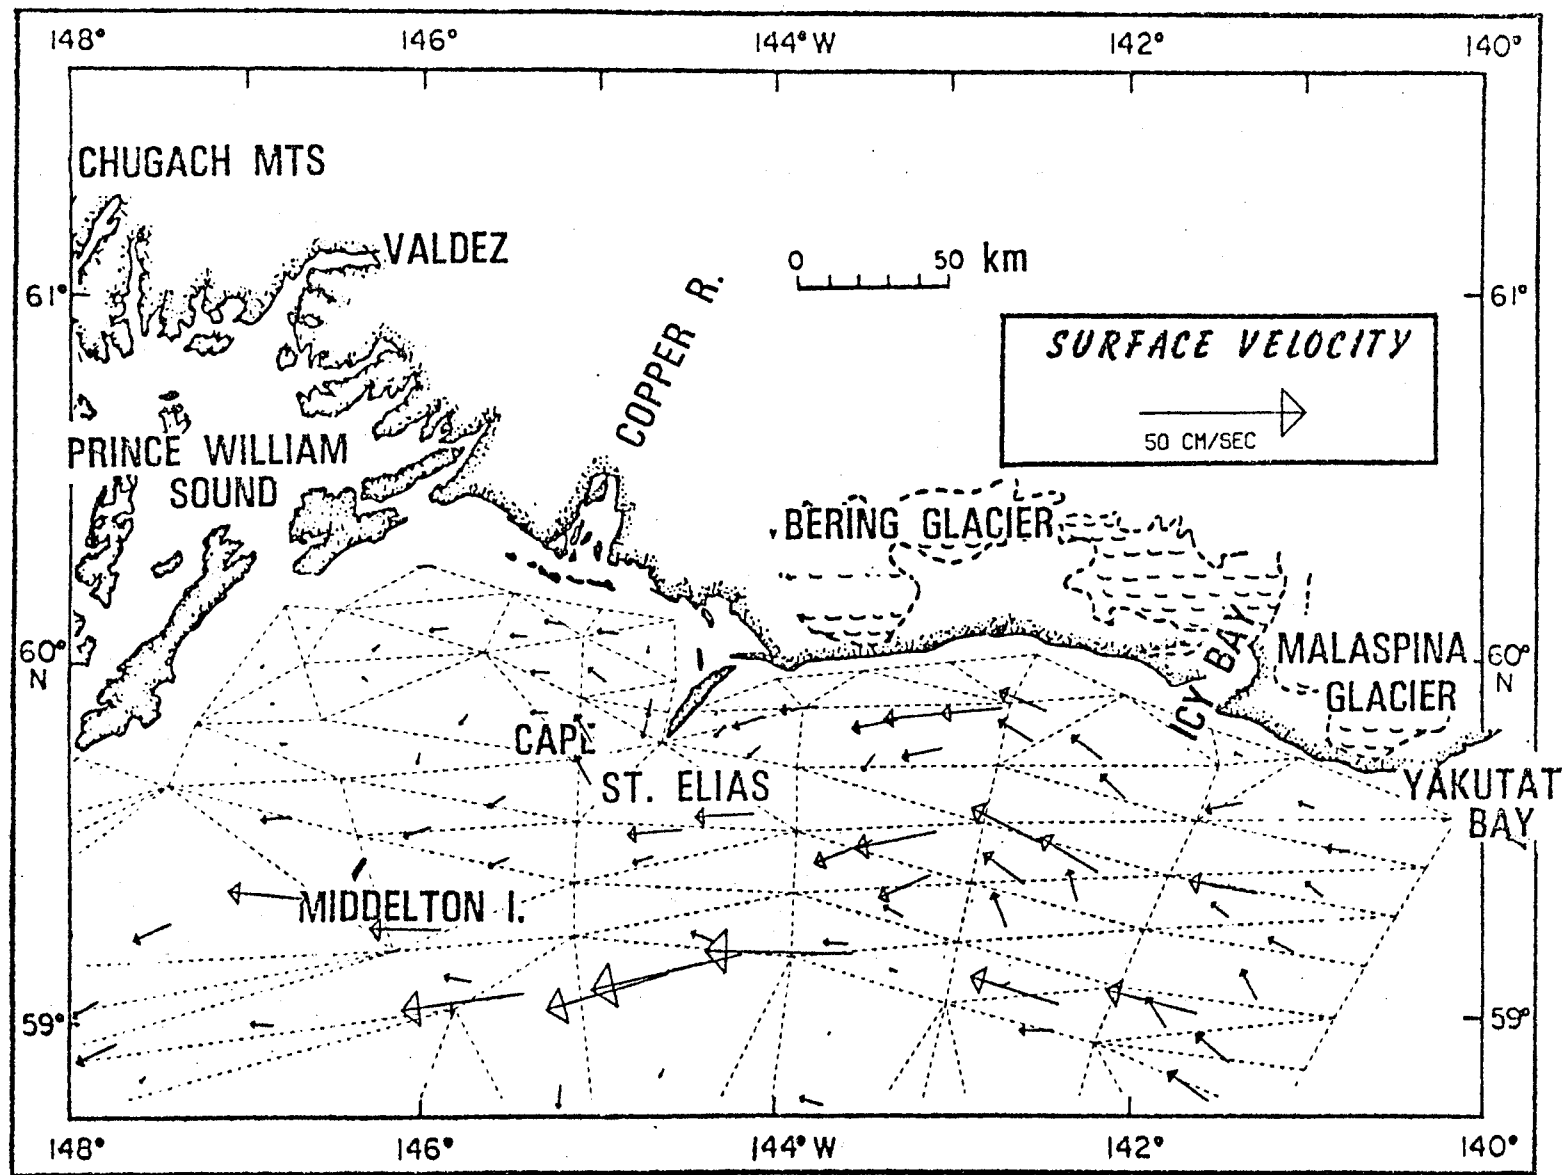 148° 146° 144° W 142° 140°
CHUGACH MTS
VALDEZ
0 50 km
61° 61°
COPPER R.
SURFACE VELOCITY
50 CM/SEC
PRINCE WILLIAM
SOUND
BERING GLACIER
60° 60°
N N
MALASPINA
GLACIER
ICY BAY
CAPE
ST. ELIAS
YAKUTAT
BAY
MIDDELTON I.
59° 59°
148° 146° 144° W 142° 140°